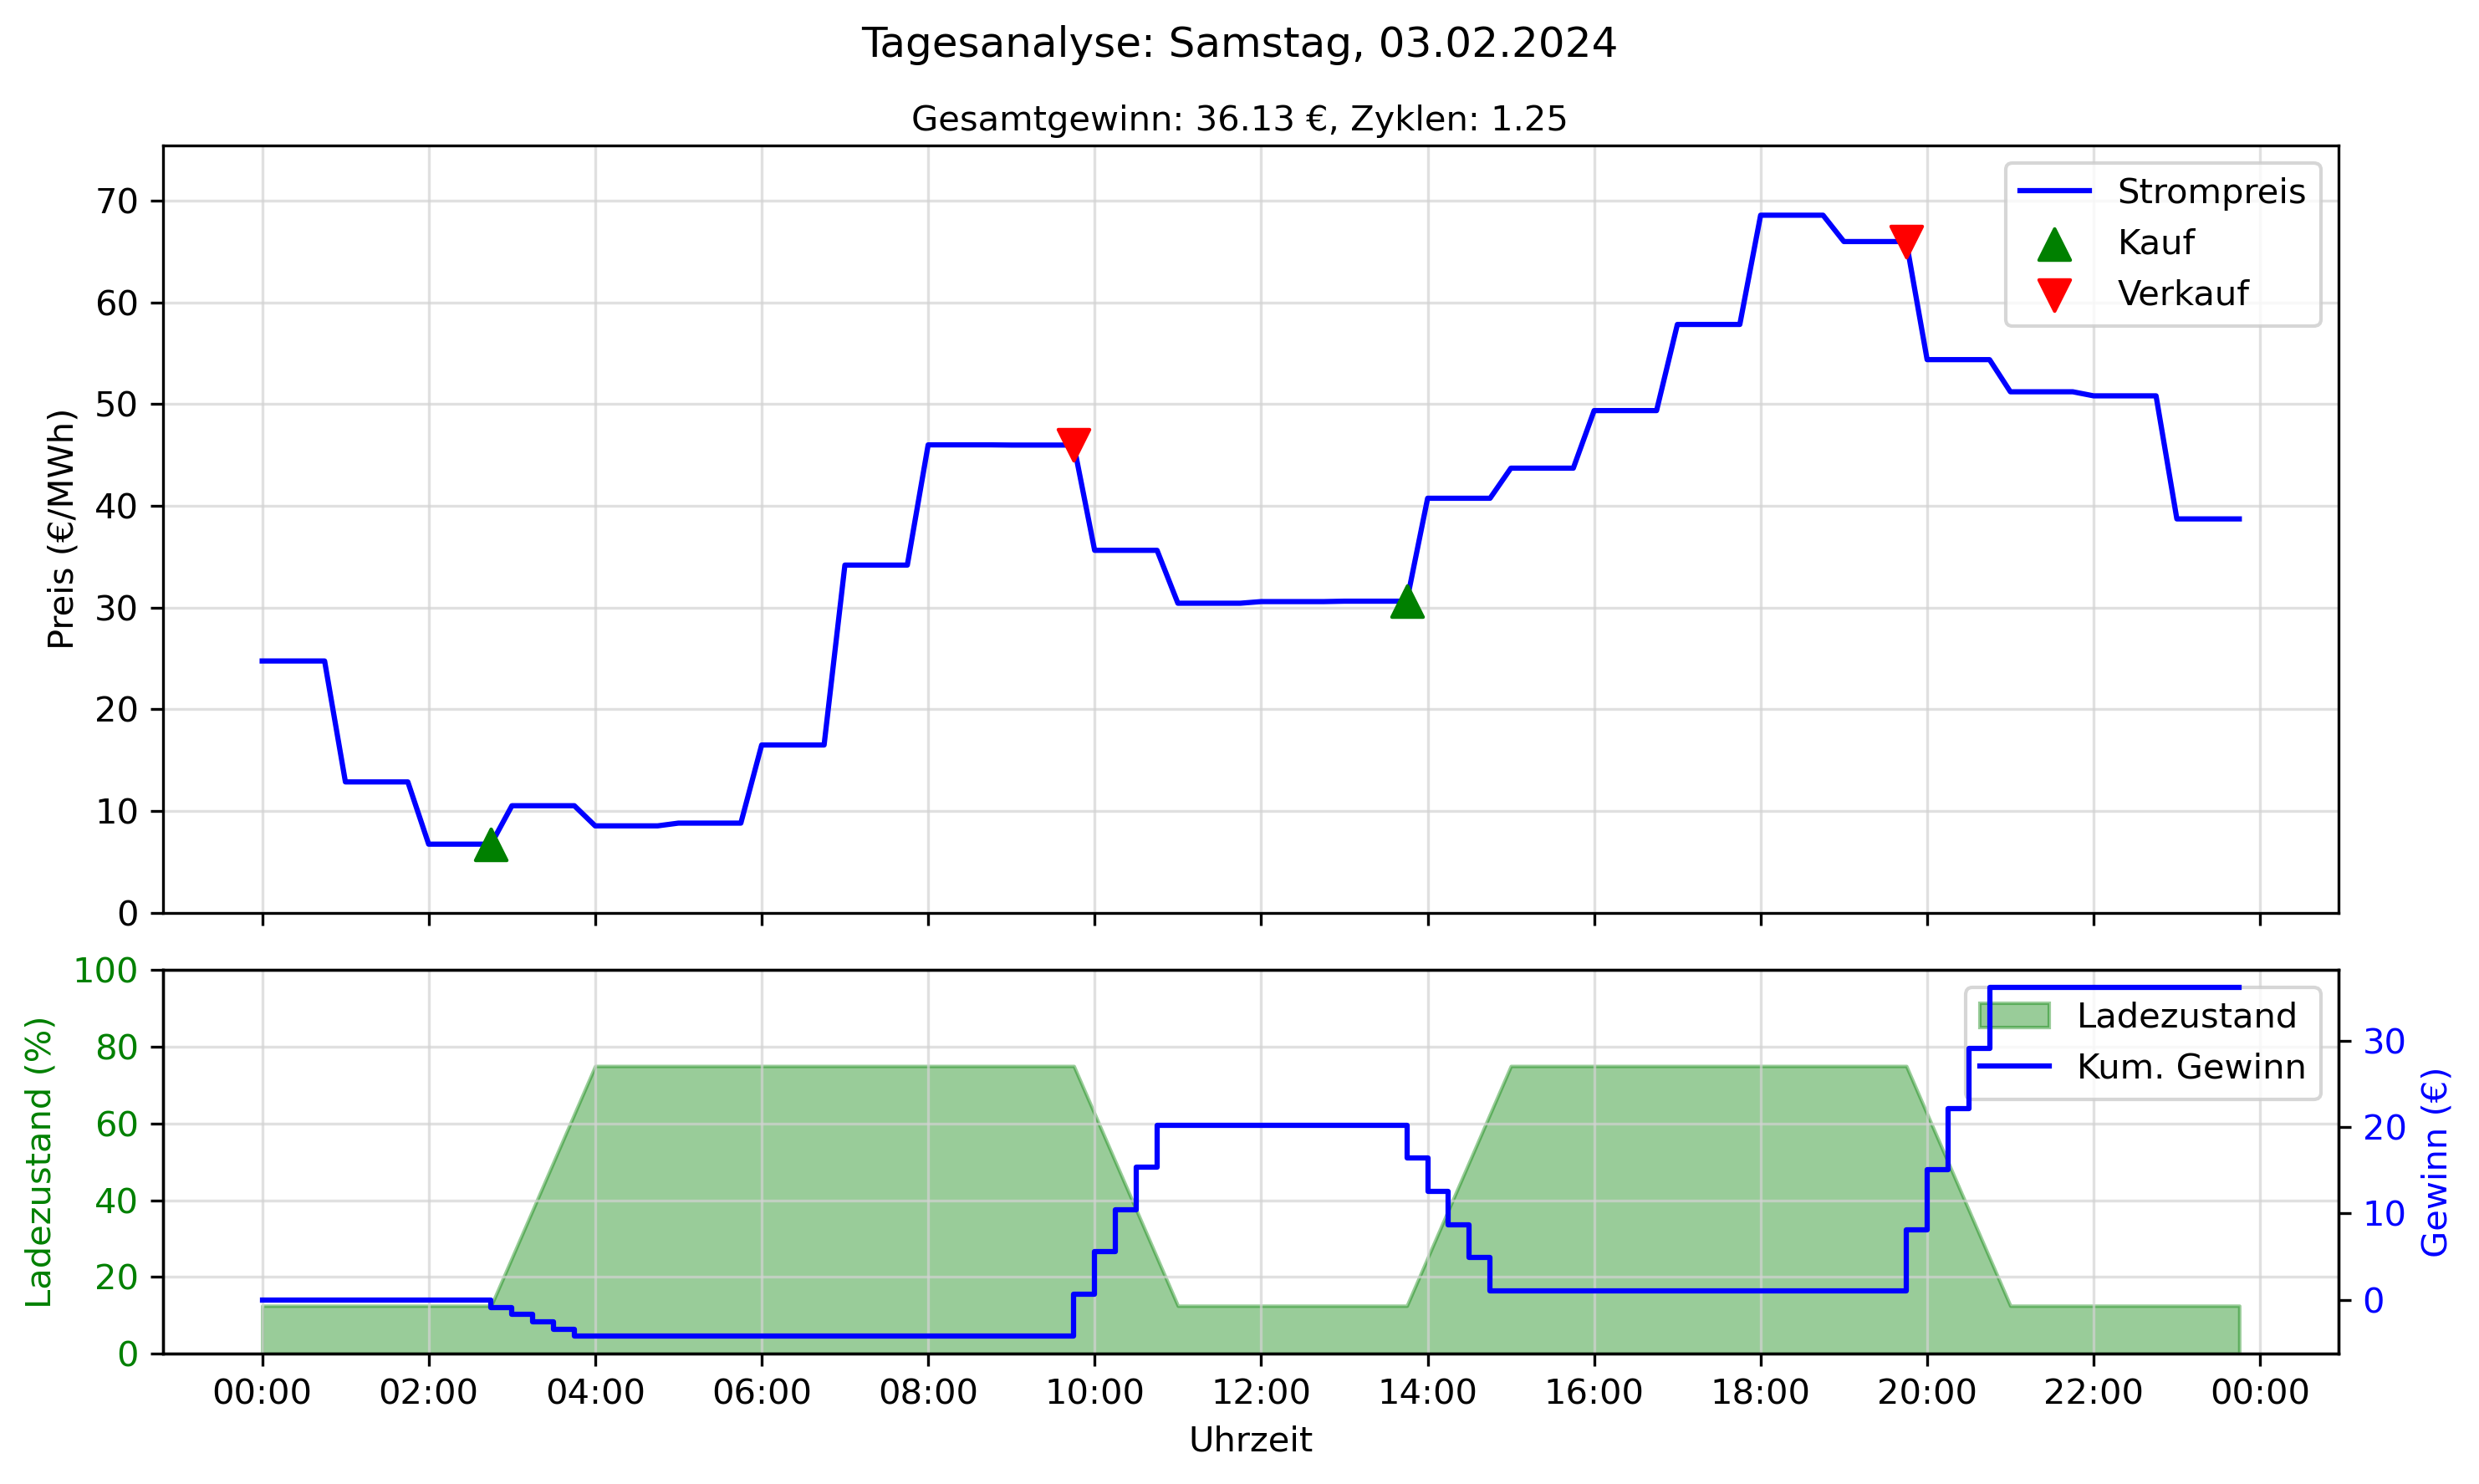 Tagesanalyse: Samstag, 03.02.2024
Gesamtgewinn: 36.13 €, Zyklen: 1.25
Preis (€/MWh)
70
60
50
40
30
20
10
0
Strompreis
Kauf
Verkauf
Ladezustand (%)
100
80
60
40
20
0
Ladezustand
Kum. Gewinn
30
20
10
0
Gewinn (€)
00:00 02:00 04:00 06:00 08:00 10:00 12:00 14:00 16:00 18:00 20:00 22:00 00:00
Uhrzeit